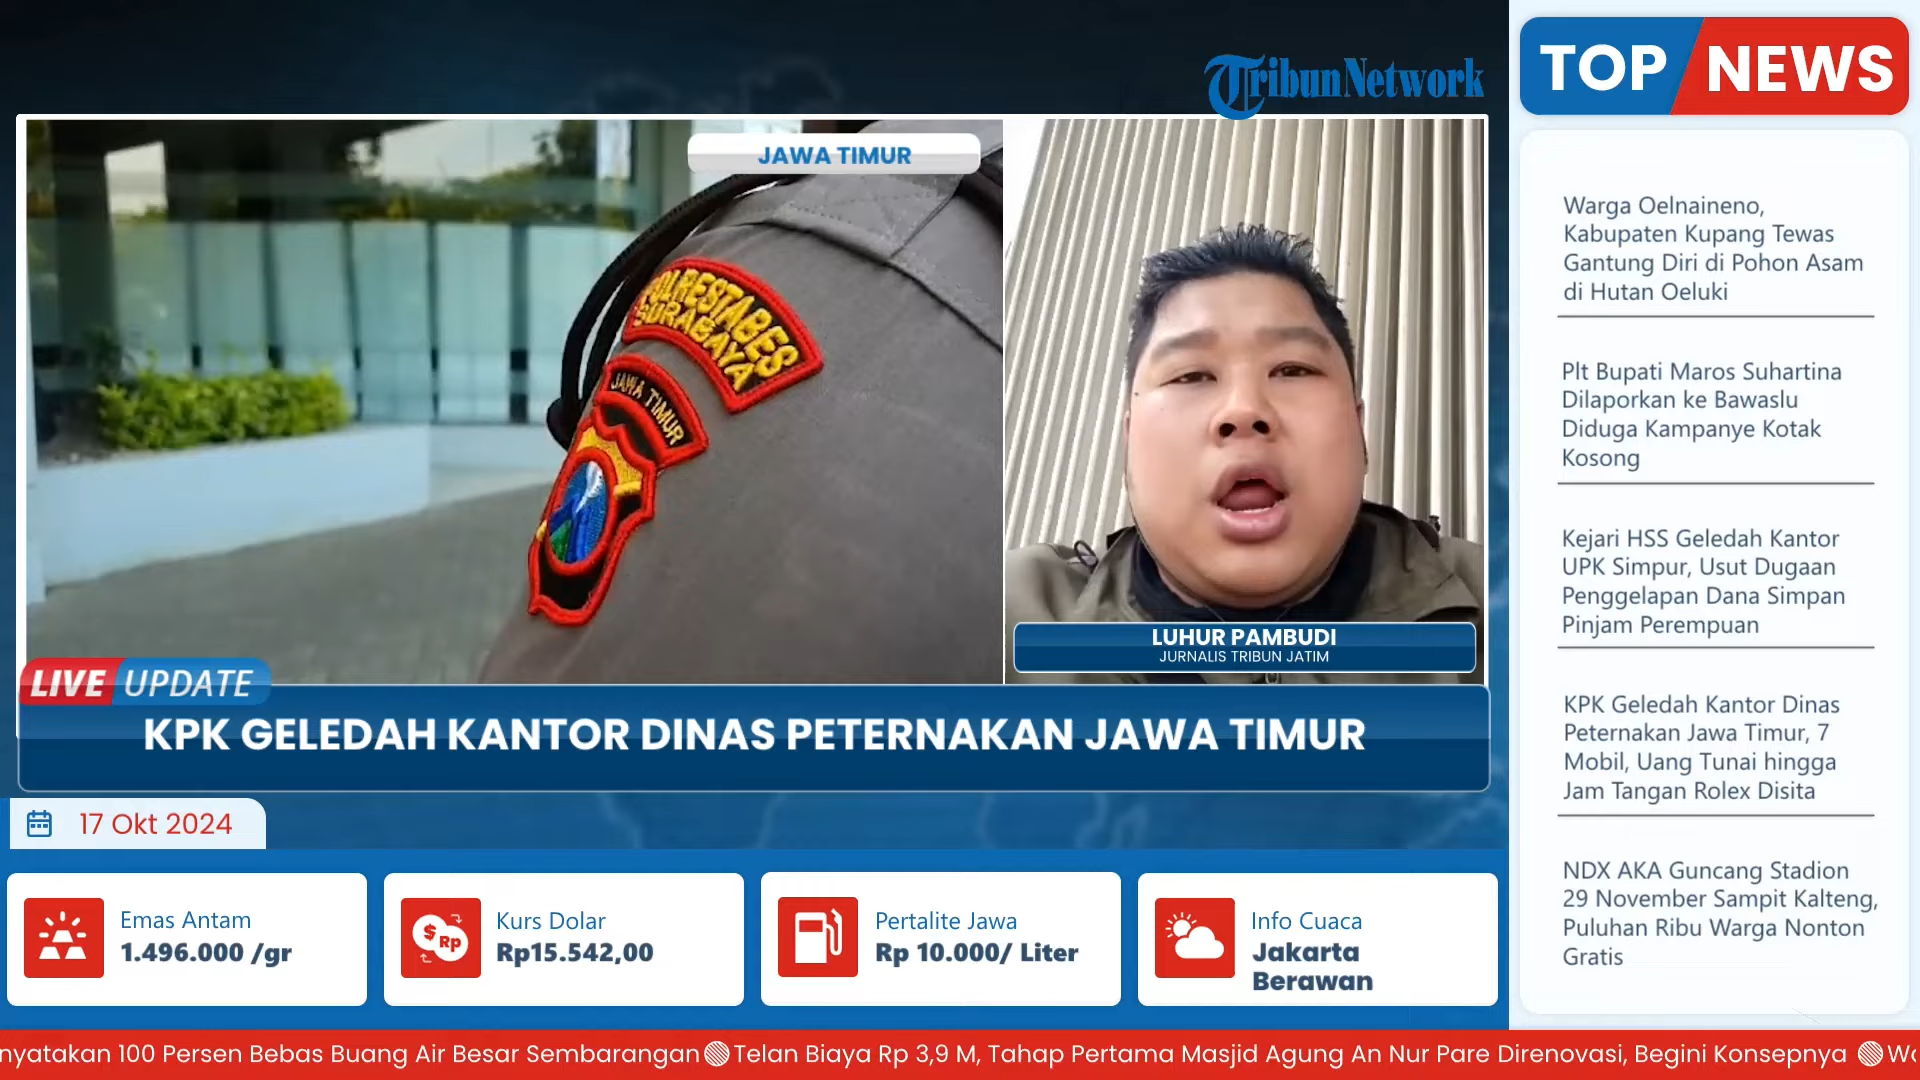 TribunNetwork
TOP NEWS
JAWA TIMUR
POLRESTABES
SURABAYA
JAWA TIMUR
LUHUR PAMBUDI
JURNALIS TRIBUN JATIM
LIVE UPDATE
KPK GELEDAH KANTOR DINAS PETERNAKAN JAWA TIMUR
17 Okt 2024
Emas Antam
1.496.000 /gr
Kurs Dolar
Rp15.542,00
Pertalite Jawa
Rp 10.000/ Liter
Info Cuaca
Jakarta
Berawan
Warga Oelnaineno,
Kabupaten Kupang Tewas
Gantung Diri di Pohon Asam
di Hutan Oeluki
Plt Bupati Maros Suhartina
Dilaporkan ke Bawaslu
Diduga Kampanye Kotak
Kosong
Kejari HSS Geledah Kantor
UPK Simpur, Usut Dugaan
Penggelapan Dana Simpan
Pinjam Perempuan
KPK Geledah Kantor Dinas
Peternakan Jawa Timur, 7
Mobil, Uang Tunai hingga
Jam Tangan Rolex Disita
NDX AKA Guncang Stadion
29 November Sampit Kalteng,
Puluhan Ribu Warga Nonton
Gratis
nyatakan 100 Persen Bebas Buang Air Besar Sembarangan Telan Biaya Rp 3,9 M, Tahap Pertama Masjid Agung An Nur Pare Direnovasi, Begini Konsepnya